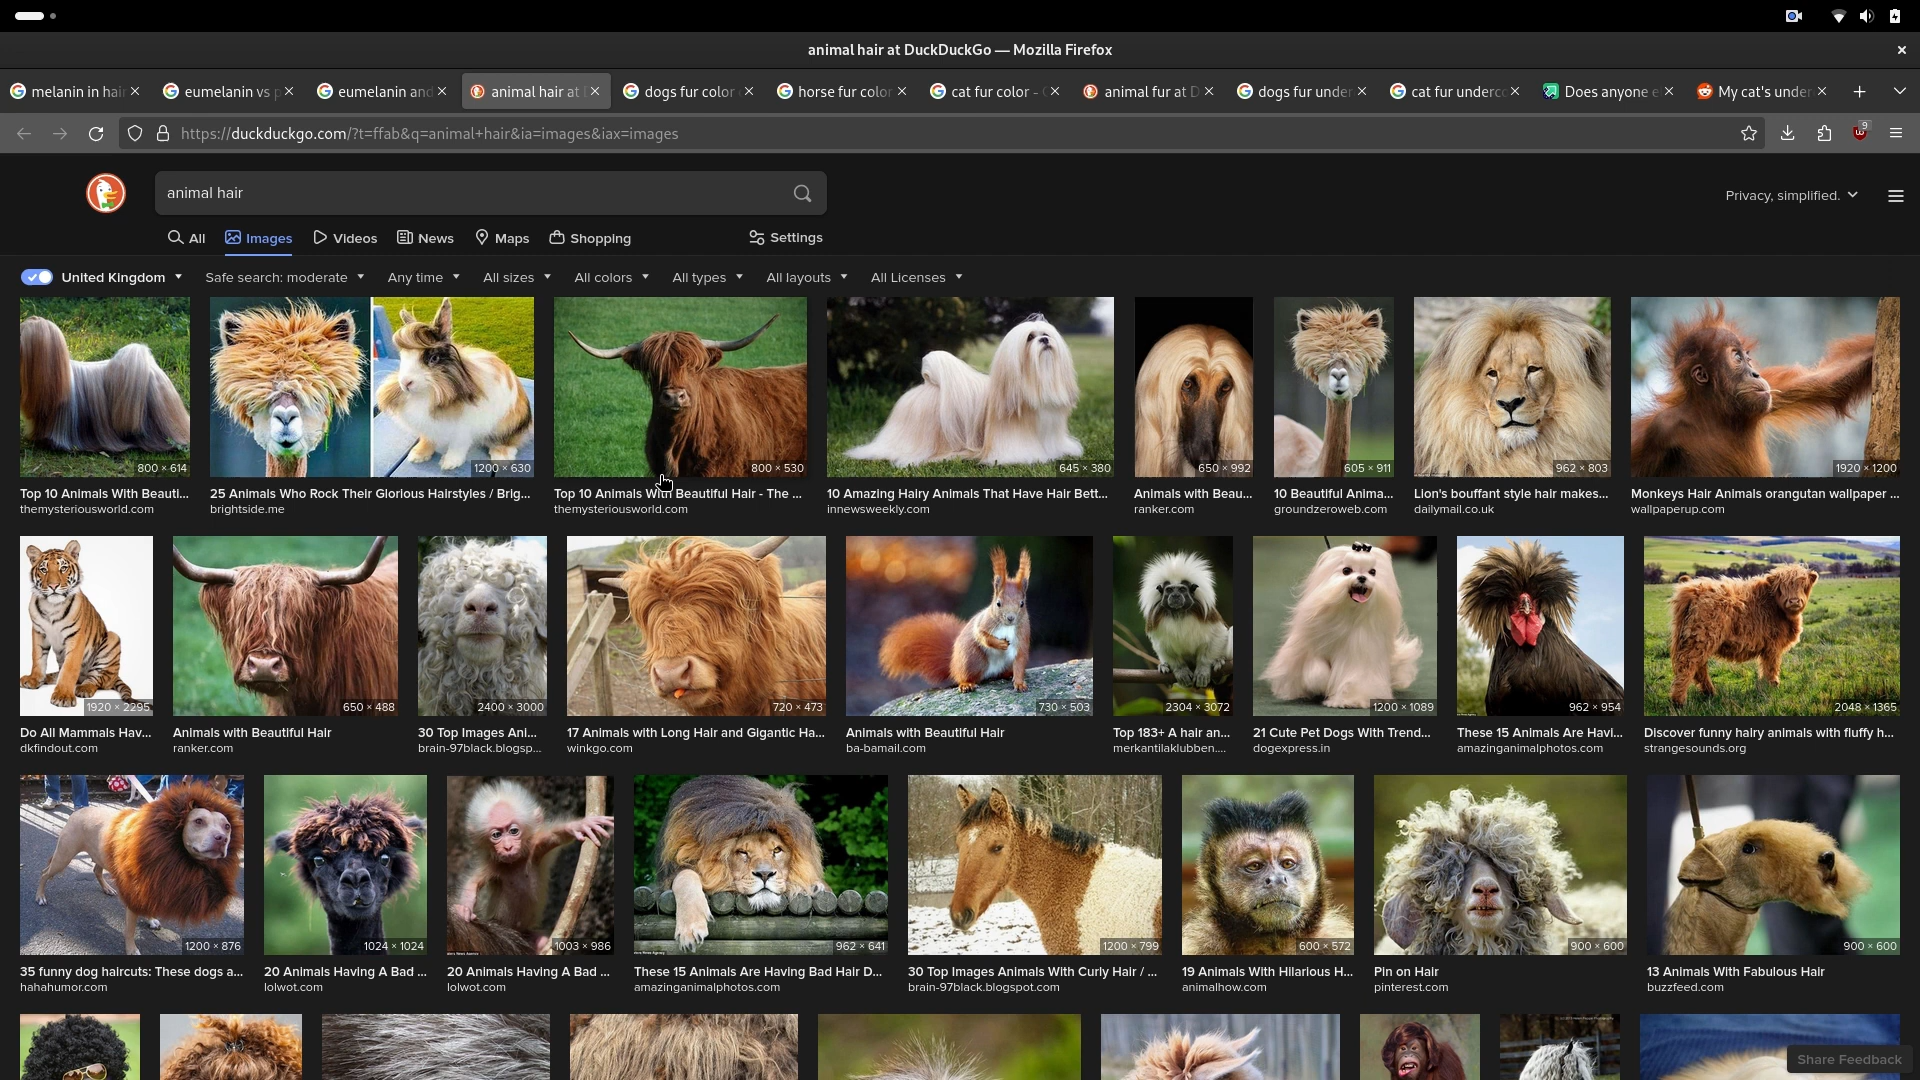 animal hair at DuckDuckGo — Mozilla Firefox
melanin in hair
eumelanin vs p
eumelanin and
animal hair at
dogs fur color
horse fur color
cat fur color -
animal fur at D
dogs fur under
cat fur underco
Does anyone e
My cat's under
https://duckduckgo.com/?t=ffab&q=animal+hair&ia=images&iax=images
9
animal hair
Privacy, simplified.
All Images Videos News Maps Shopping Settings
United Kingdom Safe search: moderate Any time All sizes All colors All types All layouts All Licenses
800 × 614
1200 × 630
800 × 530
645 × 380
650 × 992
605 × 911
962 × 803
1920 × 1200
Top 10 Animals With Beauti...
themysteriousworld.com
25 Animals Who Rock Their Glorious Hairstyles / Brig...
brightside.me
Top 10 Animals With Beautiful Hair - The ...
themysteriousworld.com
10 Amazing Hairy Animals That Have Hair Bett...
innewsweekly.com
Animals with Beau...
ranker.com
10 Beautiful Anima...
groundzeroweb.com
Lion's bouffant style hair makes...
dailymail.co.uk
Monkeys Hair Animals orangutan wallpaper ...
wallpaperup.com
1920 × 2295
650 × 488
2400 × 3000
720 × 473
730 × 503
2304 × 3072
1200 × 1089
962 × 954
2048 × 1365
Do All Mammals Hav...
dkfindout.com
Animals with Beautiful Hair
ranker.com
30 Top Images Ani...
brain-97black.blogsp...
17 Animals with Long Hair and Gigantic Ha...
winkgo.com
Animals with Beautiful Hair
ba-bamail.com
Top 183+ A hair an...
merkantilaklubben....
21 Cute Pet Dogs With Trend...
dogexpress.in
These 15 Animals Are Havi...
amazinganimalphotos.com
Discover funny hairy animals with fluffy h...
strangesounds.org
1200 × 876
1024 × 1024
1003 × 986
962 × 641
1200 × 799
600 × 572
900 × 600
900 × 600
35 funny dog haircuts: These dogs a...
hahahumor.com
20 Animals Having A Bad ...
lolwot.com
20 Animals Having A Bad ...
lolwot.com
These 15 Animals Are Having Bad Hair D...
amazinganimalphotos.com
30 Top Images Animals With Curly Hair / ...
brain-97black.blogspot.com
19 Animals With Hilarious H...
animalhow.com
Pin on Hair
pinterest.com
13 Animals With Fabulous Hair
buzzfeed.com
Share Feedback